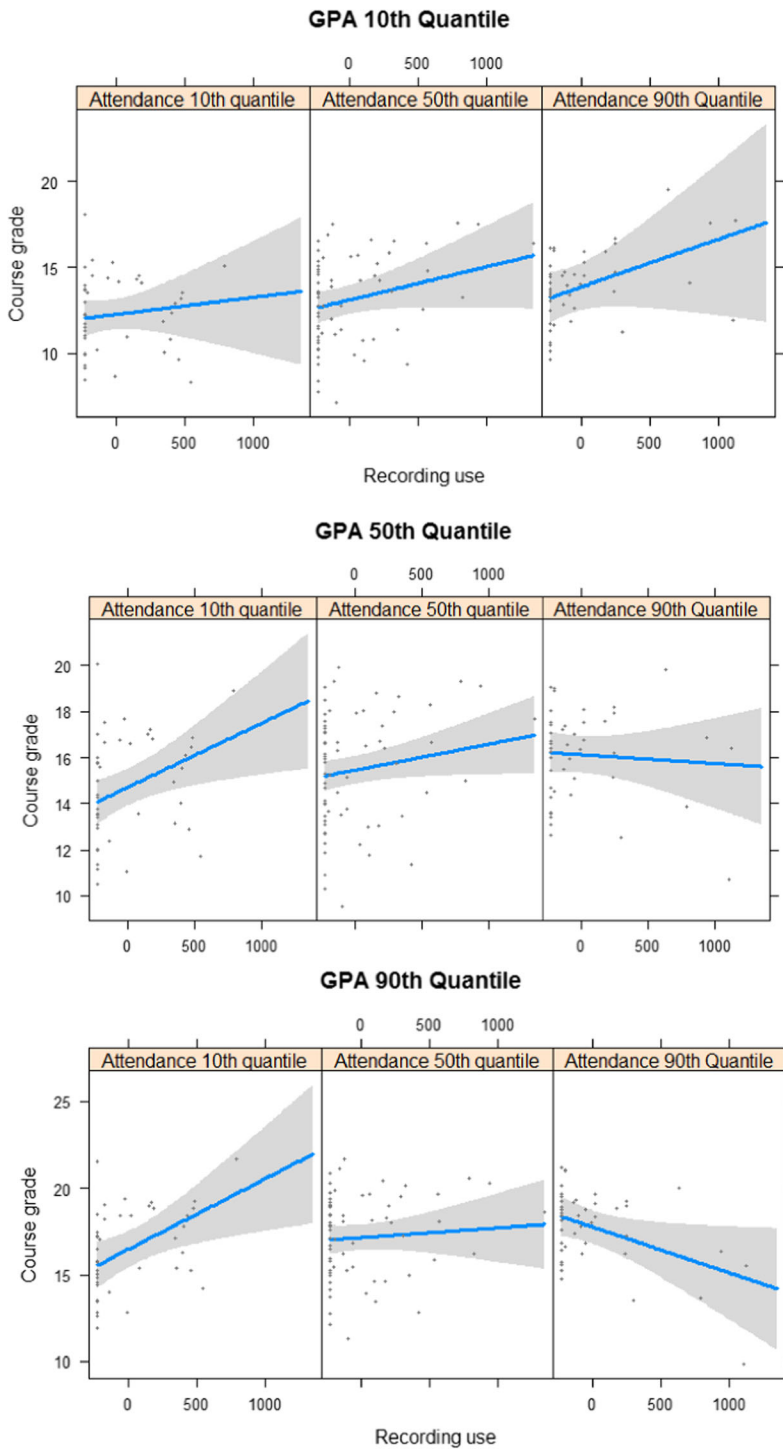 GPA 10th Quantile
0 500 1000
Attendance 10th quantile Attendance 50th quantile Attendance 90th Quantile
20
15
10
Course grade
0 500 1000 0 500 1000
Recording use
GPA 50th Quantile
0 500 1000
Attendance 10th quantile Attendance 50th quantile Attendance 90th Quantile
20
18
16
14
12
10
Course grade
0 500 1000 0 500 1000
GPA 90th Quantile
0 500 1000
Attendance 10th quantile Attendance 50th quantile Attendance 90th Quantile
25
20
15
10
Course grade
0 500 1000 0 500 1000
Recording use